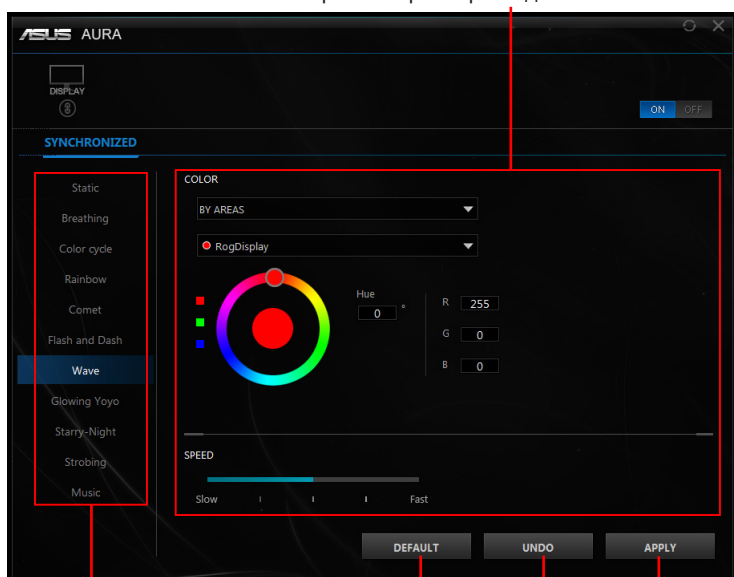 ASUS AURA
DISPLAY
ON OFF
SYNCHRONIZED
Static
Breathing
Color cycle
Rainbow
Comet
Flash and Dash
Wave
Glowing Yoyo
Starry-Night
Strobing
Music
COLOR
BY AREAS
RogDisplay
Hue
0 °
R 255
G 0
B 0
SPEED
Slow Fast
DEFAULT UNDO APPLY